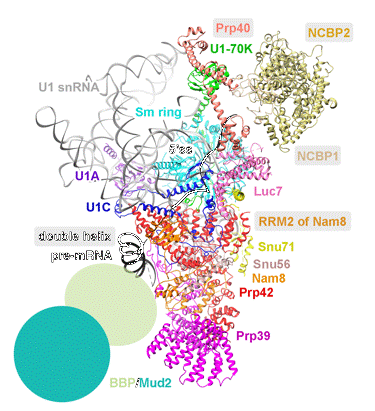 Prp40
U1-70K
NCBP2
U1 snRNA
Sm ring
5'ss
NCBP1
U1A
Luc7
U1C
RRM2 of Nam8
double helix
pre-mRNA
Snu71
Snu56
Nam8
Prp42
Prp39
BBP/Mud2